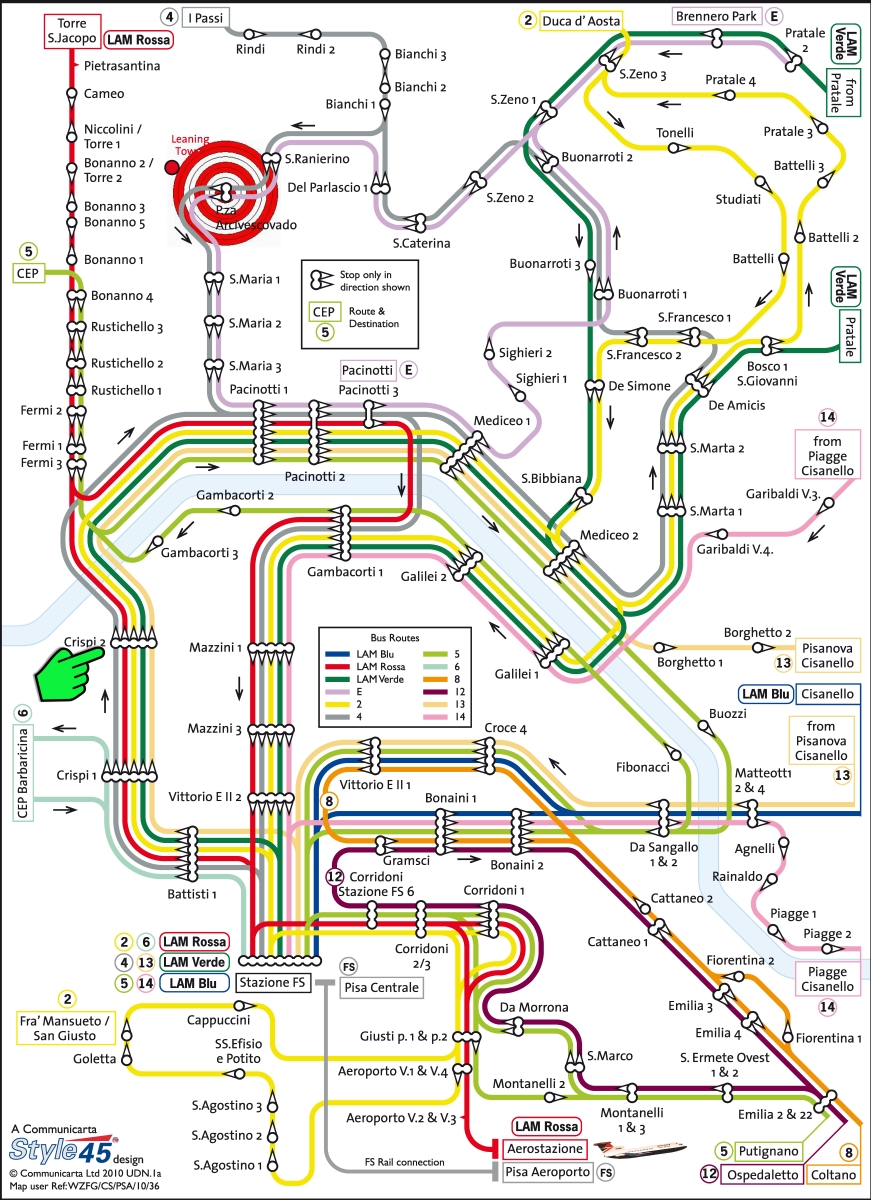 Torre
S.Jacopo
LAM Rossa
Pietrasantina
Cameo
Niccolini /
Torre 1
Bonanno 2 /
Torre 2
Bonanno 3
Bonanno 5
Bonanno 1
5
CEP
Bonanno 4
Rustichello 3
Rustichello 2
Rustichello 1
Fermi 2
Fermi 1
Fermi 3
4
I Passi
Rindi
Rindi 2
Bianchi 3
Bianchi 2
Bianchi 1
Leaning
S.Ranierino
P.za
Arcivescovado
Del Parlascio 1
S.Caterina
S.Zeno 2
S.Zeno 1
2
Duca d'Aosta
Brennero Park
E
Pratale
2
LAM
Verde
from
Pratale
S.Zeno 3
Pratale 4
Pratale 3
Tonelli
Battelli 3
Studiati
Battelli 2
Battelli
Buonarroti 2
Buonarroti 3
Buonarroti 1
S.Maria 1
S.Maria 2
S.Maria 3
Stop only in
direction shown
CEP
5
Route &
Destination
LAM
Verde
Pratale
S.Francesco 1
S.Francesco 2
Bosco 1
S.Giovanni
De Simone
De Amicis
Sighieri 2
Sighieri 1
Pacinotti
E
Pacinotti 1
Pacinotti 3
Pacinotti 2
Mediceo 1
S.Bibbiana
Mediceo 2
S.Marta 2
S.Marta 1
14
from
Piagge
Cisanello
Garibaldi V.3.
Garibaldi V.4.
Gambacorti 2
Gambacorti 3
Gambacorti 1
Galilei 2
Galilei 1
Crispi 2
Mazzini 1
Mazzini 3
Vittorio E II 2
Bus Routes
LAM Blu
LAM Rossa
LAM Verde
E
2
4
5
6
8
12
13
14
Borghetto 2
Borghetto 1
Pisanova
Cisanello
13
LAM Blu
Cisanello
from
Pisanova
Cisanello
13
Buozzi
Fibonacci
Matteotti
2 & 4
6
CEP Barbaricina
Crispi 1
Battisti 1
Croce 4
Vittorio E II 1
8
Bonaini 1
Gramsci
Bonaini 2
Da Sangallo
1 & 2
Agnelli
Rainaldo
Piagge 1
Piagge 2
Piagge
Cisanello
14
12
Corridoni
Stazione FS 6
Corridoni 1
Corridoni
2/3
Cattaneo 2
Cattaneo 1
Fiorentina 2
Fiorentina 1
Emilia 3
Emilia 4
S. Ermete Ovest
1 & 2
Emilia 2 & 22
2
6
LAM Rossa
4
13
LAM Verde
5
14
LAM Blu
Stazione FS
FS
Pisa Centrale
2
Fra' Mansueto /
San Giusto
Cappuccini
Goletta
SS.Efisio
e Potito
S.Agostino 3
S.Agostino 2
S.Agostino 1
Giusti p. 1 & p.2
Aeroporto V.1 & V.4
Aeroporto V.2 & V.3
Da Morrona
S.Marco
Montanelli 2
Montanelli
1 & 3
LAM Rossa
Aerostazione
FS Rail connection
Pisa Aeroporto
FS
5
Putignano
12
Ospedaletto
8
Coltano
A Communicarta
Style45
design
© Communicarta Ltd 2010 UDN.1a
Map user Ref:WZFG/CS/PSA/10/36